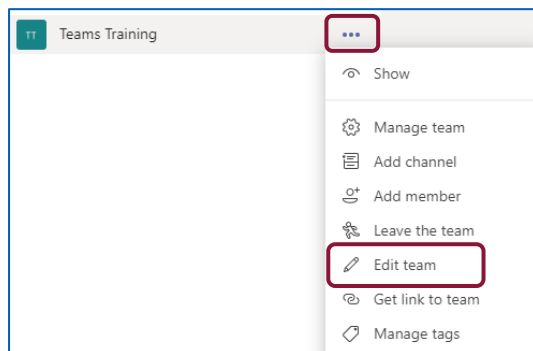 TT Teams Training
Show
Manage team
Add channel
Add member
Leave the team
Edit team
Get link to team
Manage tags